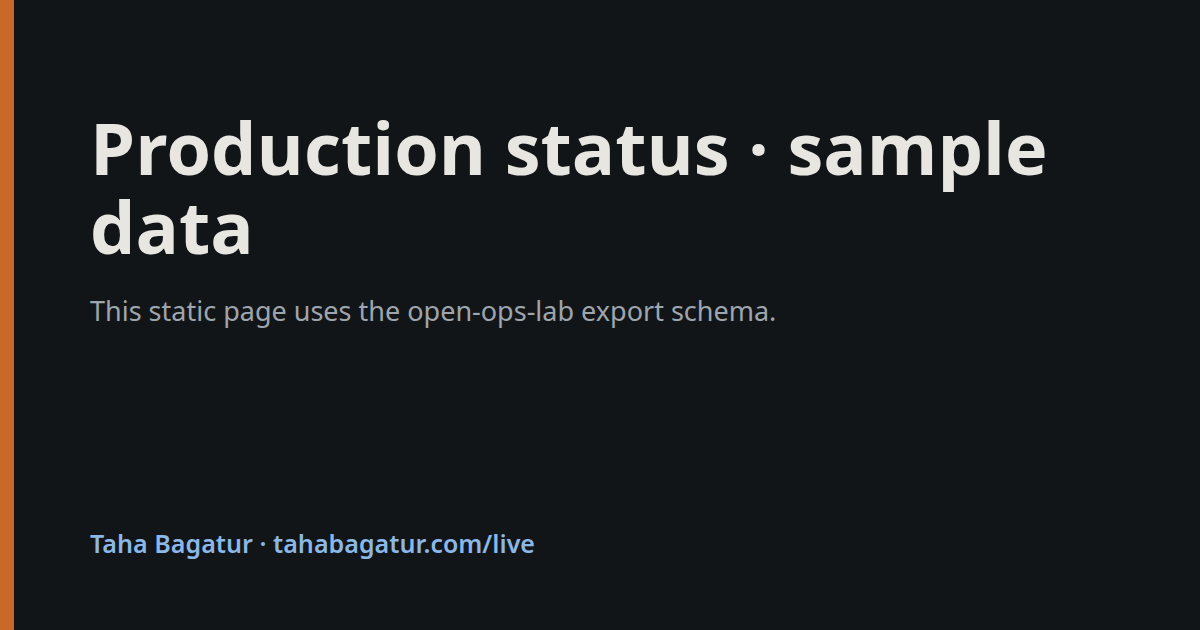 Production status · sample
data
This static page uses the open-ops-lab export schema.
Taha Bagatur · tahabagatur.com/live